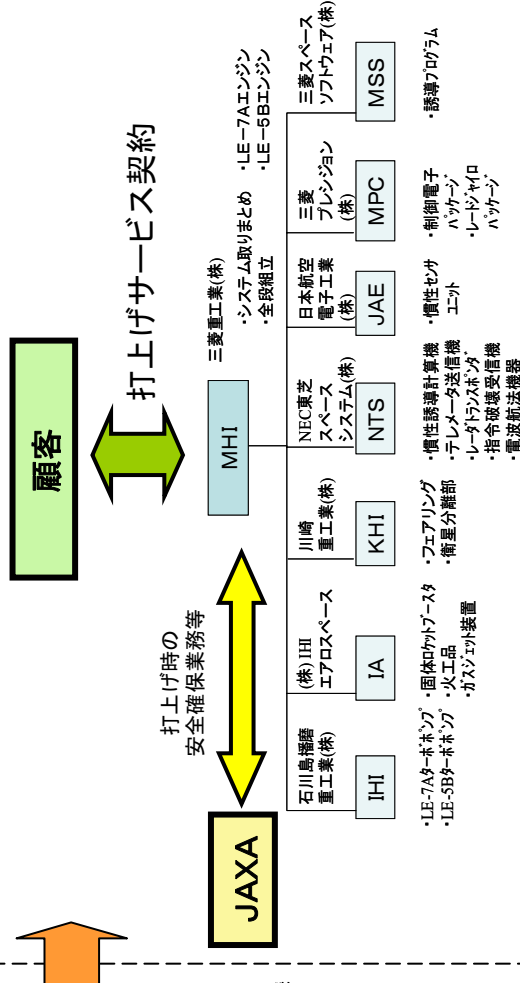 顧客
打上げサービス契約
JAXA
打上げ時の
安全確保業務等
MHI
三菱重工業(株)
・システム取りまとめ
・全段組立
・LE－7Aエンジン
・LE－5Bエンジン
石川島播磨
重工業(株)
IHI
・LE-7Aターボポンプ
・LE-5Bターボポンプ
(株)IHI
エアロスペース
IA
・固体ロケットブースタ
・火工品
・ガスジェット装置
川崎
重工業(株)
KHI
・フェアリング
・衛星分離部
NEC東芝
スペース
システム(株)
NTS
・慣性誘導計算機
・テレメータ送信機
・レーダトランスポンダ
・指令破壊受信機
・電波航法機器
日本航空
電子工業
(株)
JAE
・慣性センサ
ユニット
三菱
プレシジョン
(株)
MPC
・制御電子
パッケージ
・レートジャイロ
パッケージ
三菱スペース
ソフトウェア(株)
MSS
・誘導プログラム